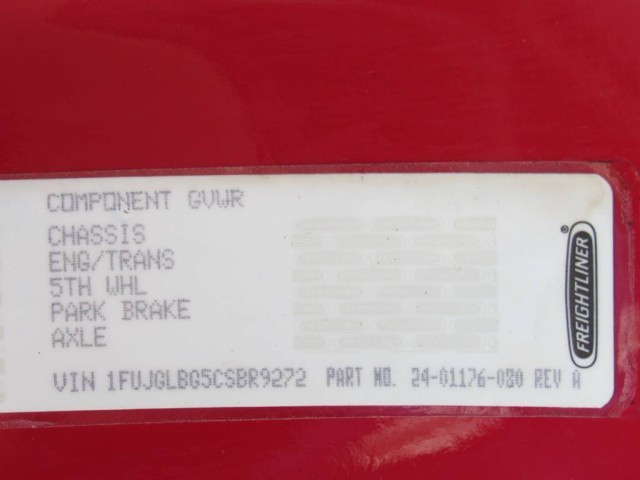 COMPONENT GVWR
CHASSIS
ENG/TRANS
5TH WHL
PARK BRAKE
AXLE
VIN 1FUJGLBG5CSBR9272 PART NO. 24-01176-080 REV A
FREIGHTLINER